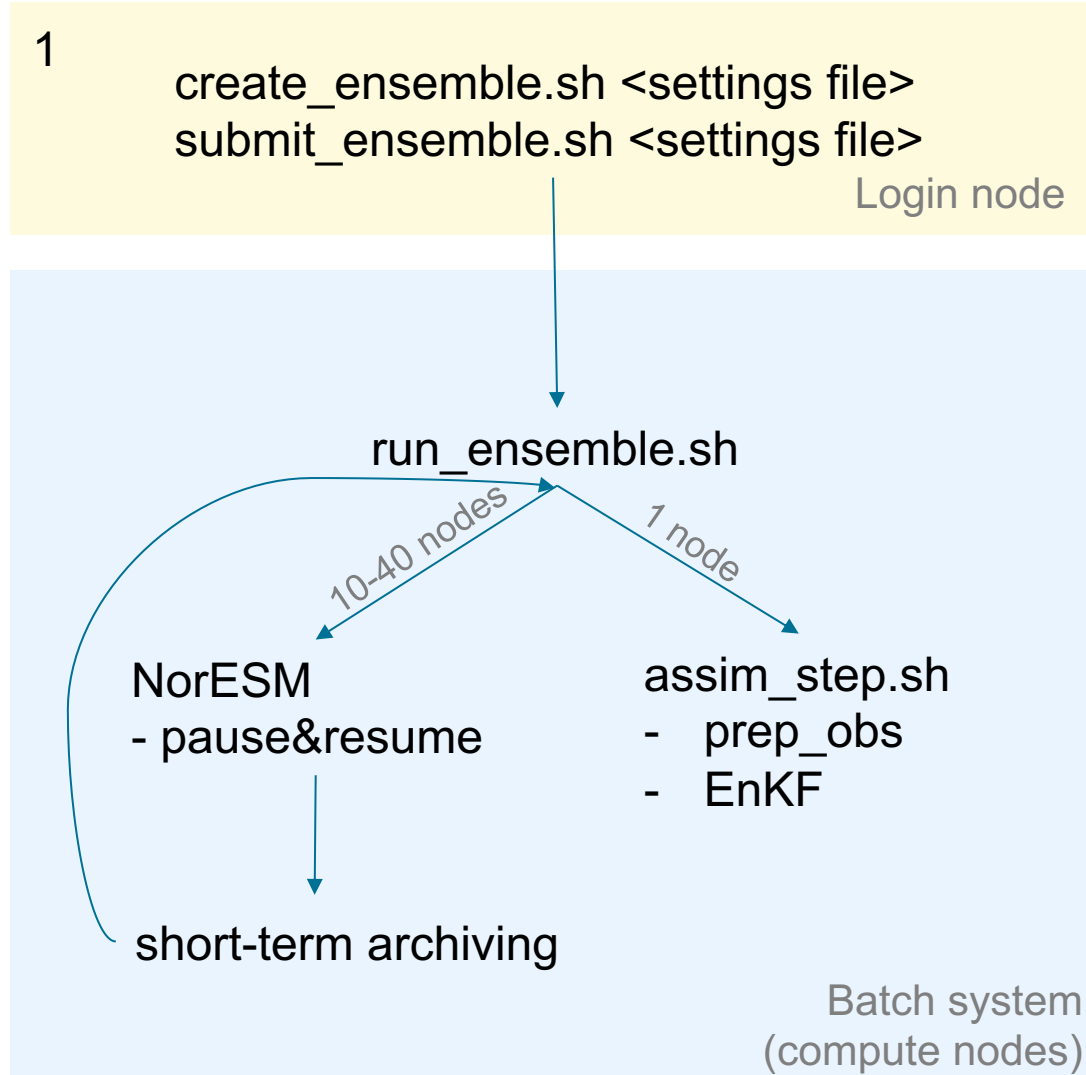 1
create_ensemble.sh <settings file>
submit_ensemble.sh <settings file>
Login node
run_ensemble.sh
10-40 nodes
1 node
NorESM
- pause&resume
assim_step.sh
- prep_obs
- EnKF
short-term archiving
Batch system
(compute nodes)